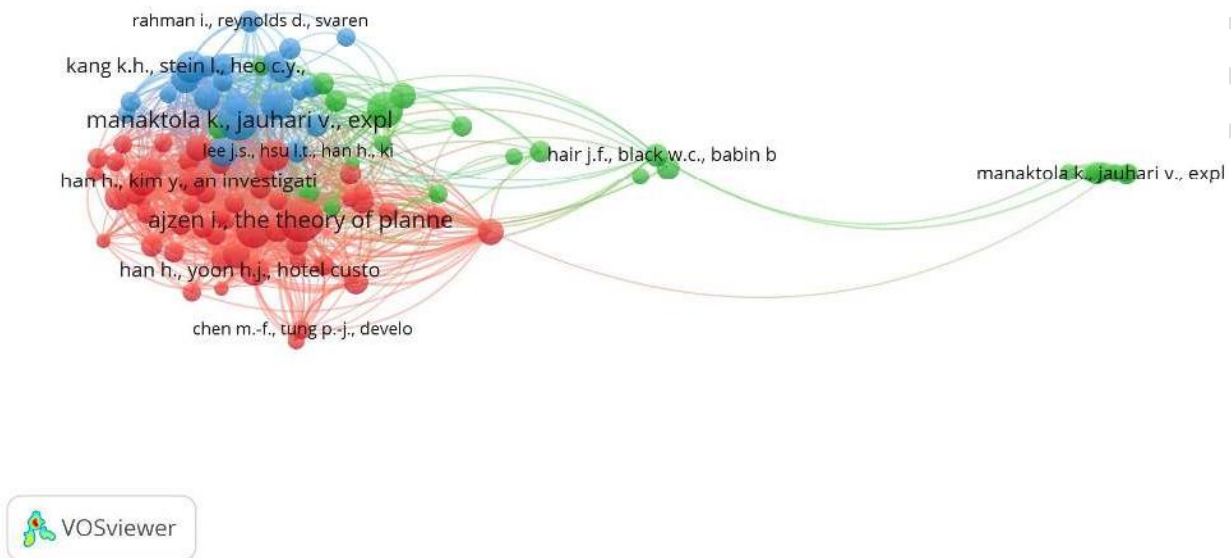 rahman i., reynolds d., svaren
kang k.h., stein l., heo c.y.,
manaktola k., jauhari v., expl
lee j.s., hsu l.t., han h., ki
hair j.f., black w.c., babin b
manaktola k., jauhari v., expl
han h., kim y., an investigati
ajzen i., the theory of planne
han h., yoon h.j., hotel custo
chen m.-f., tung p.-j., develo
VOSviewer